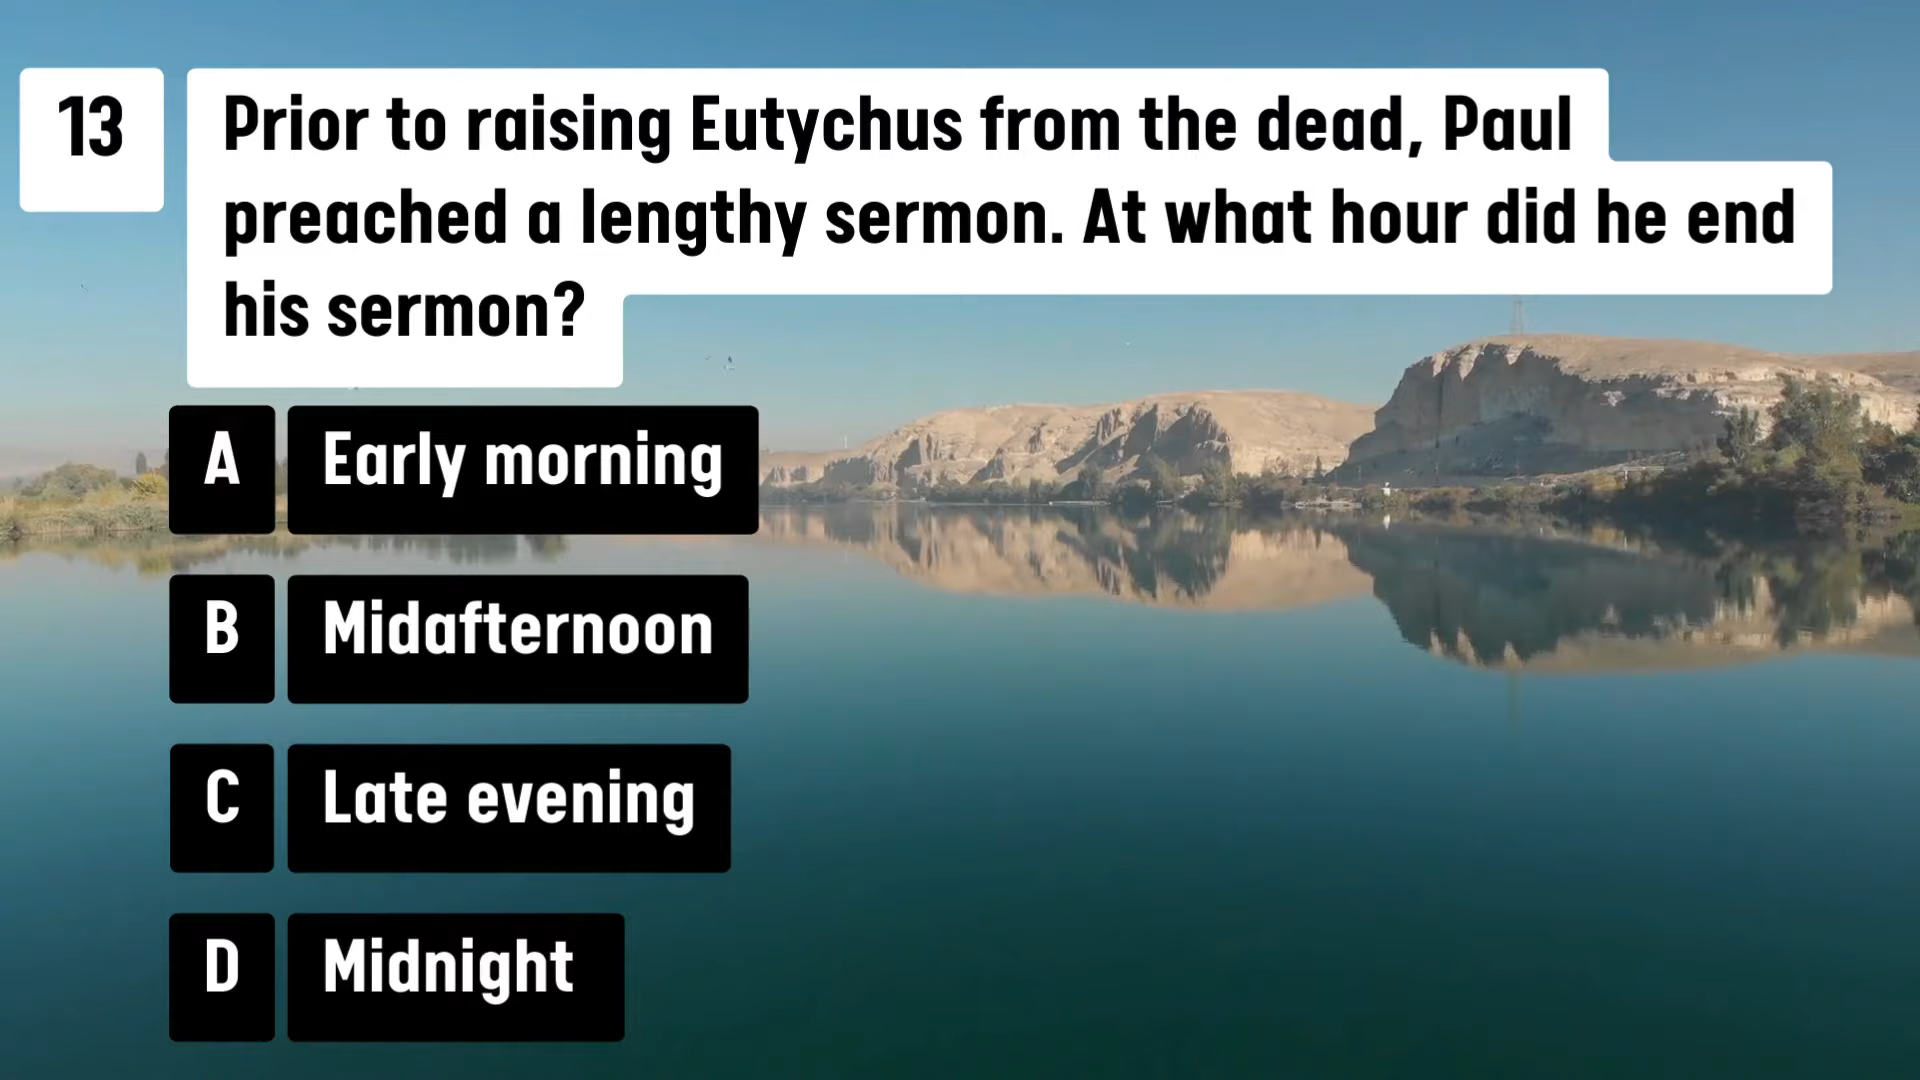 13
Prior to raising Eutychus from the dead, Paul
preached a lengthy sermon. At what hour did he end
his sermon?
A Early morning
B Midafternoon
C Late evening
D Midnight